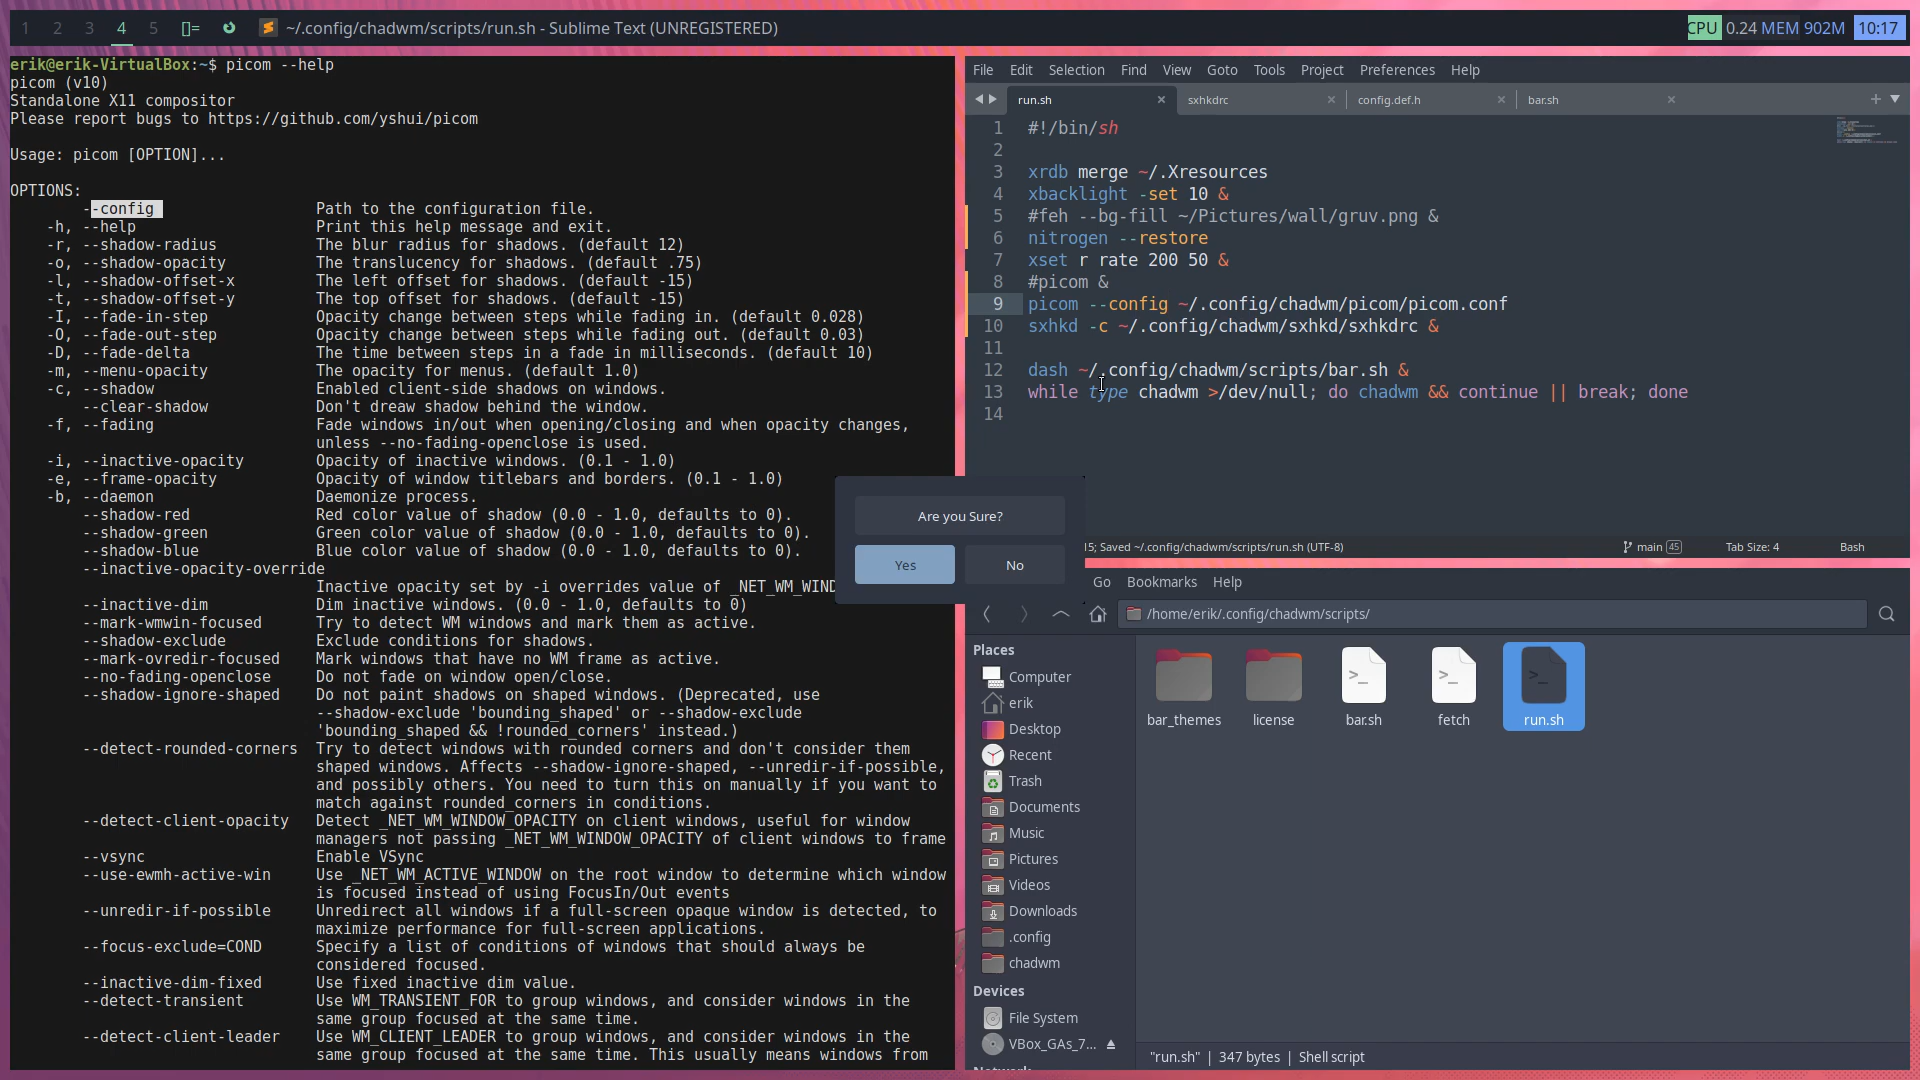 1 2 3 4 5 []= ~/.config/chadwm/scripts/run.sh - Sublime Text (UNREGISTERED) CPU 0.24 MEM 902M 10:17
erik@erik-VirtualBox:~$ picom --help
picom (v10)
Standalone X11 compositor
Please report bugs to https://github.com/yshui/picom
Usage: picom [OPTION]...
OPTIONS:
--config Path to the configuration file.
-h, --help Print this help message and exit.
-r, --shadow-radius The blur radius for shadows. (default 12)
-o, --shadow-opacity The translucency for shadows. (default .75)
-l, --shadow-offset-x The left offset for shadows. (default -15)
-t, --shadow-offset-y The top offset for shadows. (default -15)
-I, --fade-in-step Opacity change between steps while fading in. (default 0.028)
-O, --fade-out-step Opacity change between steps while fading out. (default 0.03)
-D, --fade-delta The time between steps in a fade in milliseconds. (default 10)
-m, --menu-opacity The opacity for menus. (default 1.0)
-c, --shadow Enabled client-side shadows on windows.
--clear-shadow Don't dreaw shadow behind the window.
-f, --fading Fade windows in/out when opening/closing and when opacity changes,
unless --no-fading-openclose is used.
-i, --inactive-opacity Opacity of inactive windows. (0.1 - 1.0)
-e, --frame-opacity Opacity of window titlebars and borders. (0.1 - 1.0)
-b, --daemon Daemonize process.
--shadow-red Red color value of shadow (0.0 - 1.0, defaults to 0).
--shadow-green Green color value of shadow (0.0 - 1.0, defaults to 0).
--shadow-blue Blue color value of shadow (0.0 - 1.0, defaults to 0).
--inactive-opacity-override
Inactive opacity set by -i overrides value of _NET_WM_WIND
--inactive-dim Dim inactive windows. (0.0 - 1.0, defaults to 0)
--mark-wmwin-focused Try to detect WM windows and mark them as active.
--shadow-exclude Exclude conditions for shadows.
--mark-ovredir-focused Mark windows that have no WM frame as active.
--no-fading-openclose Do not fade on window open/close.
--shadow-ignore-shaped Do not paint shadows on shaped windows. (Deprecated, use
--shadow-exclude 'bounding_shaped' or --shadow-exclude
'bounding_shaped && !rounded_corners' instead.)
--detect-rounded-corners Try to detect windows with rounded corners and don't consider them
shaped windows. Affects --shadow-ignore-shaped, --unredir-if-possible,
and possibly others. You need to turn this on manually if you want to
match against rounded_corners in conditions.
--detect-client-opacity Detect _NET_WM_WINDOW_OPACITY on client windows, useful for window
managers not passing _NET_WM_WINDOW_OPACITY of client windows to frame
--vsync Enable VSync
--use-ewmh-active-win Use _NET_WM_ACTIVE_WINDOW on the root window to determine which window
is focused instead of using FocusIn/Out events
--unredir-if-possible Unredirect all windows if a full-screen opaque window is detected, to
maximize performance for full-screen applications.
--focus-exclude=COND Specify a list of conditions of windows that should always be
considered focused.
--inactive-dim-fixed Use fixed inactive dim value.
--detect-transient Use WM_TRANSIENT_FOR to group windows, and consider windows in the
same group focused at the same time.
--detect-client-leader Use WM_CLIENT_LEADER to group windows, and consider windows in the
same group focused at the same time. This usually means windows from
File Edit Selection Find View Goto Tools Project Preferences Help
run.sh sxhkdrc config.def.h bar.sh
1 #!/bin/sh
2
3 xrdb merge ~/.Xresources
4 xbacklight -set 10 &
5 #feh --bg-fill ~/Pictures/wall/gruv.png &
6 nitrogen --restore
7 xset r rate 200 50 &
8 #picom &
9 picom --config ~/.config/chadwm/picom/picom.conf
10 sxhkd -c ~/.config/chadwm/sxhkd/sxhkdrc &
11
12 dash ~/.config/chadwm/scripts/bar.sh &
13 while type chadwm >/dev/null; do chadwm && continue || break; done
14
Are you Sure?
Yes No
15; Saved ~/.config/chadwm/scripts/run.sh (UTF-8) main 45 Tab Size: 4 Bash
Go Bookmarks Help
/home/erik/.config/chadwm/scripts/
Places
Computer
erik
Desktop
Recent
Trash
Documents
Music
Pictures
Videos
Downloads
.config
chadwm
Devices
File System
VBox_GAs_7...
bar_themes license bar.sh fetch run.sh
"run.sh" | 347 bytes | Shell script